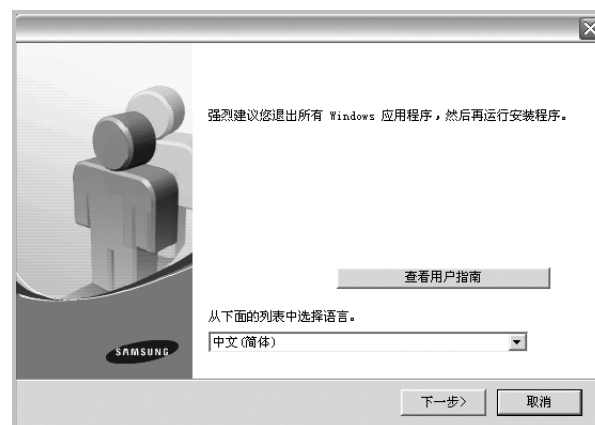 强烈建议您退出所有 Windows 应用程序，然后再运行安装程序。
查看用户指南
从下面的列表中选择语言。
中文(简体)
SAMSUNG
下一步> 取消